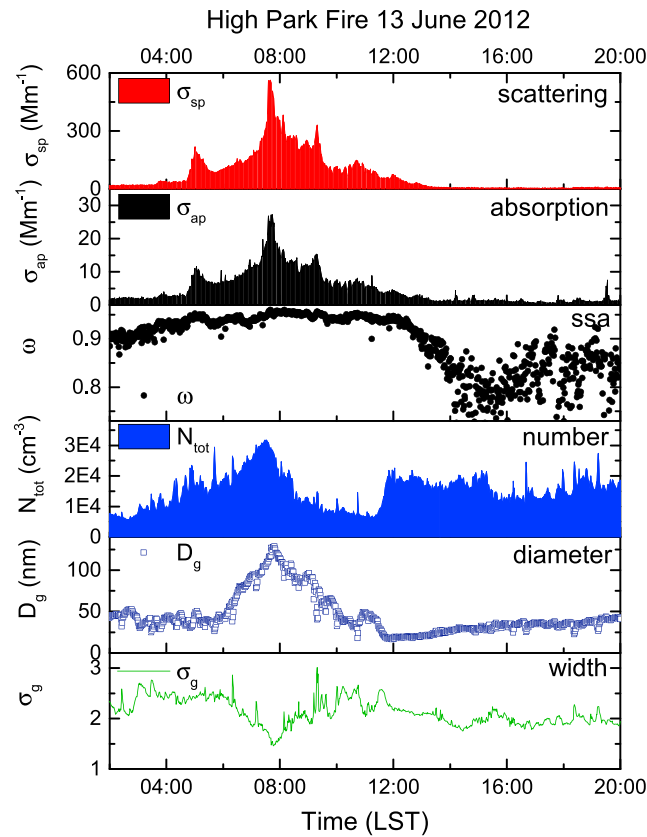 High Park Fire 13 June 2012
04:00 08:00 12:00 16:00 20:00
600
300
0
σsp (Mm-1)
σsp
scattering
30
20
10
0
σap (Mm-1)
σap
absorption
0.9
0.8
ω
ω
ssa
3E4
2E4
1E4
0
Ntot (cm-3)
Ntot
number
100
50
0
Dg (nm)
Dg
diameter
3
2
1
σg
σg
width
04:00 08:00 12:00 16:00 20:00
Time (LST)